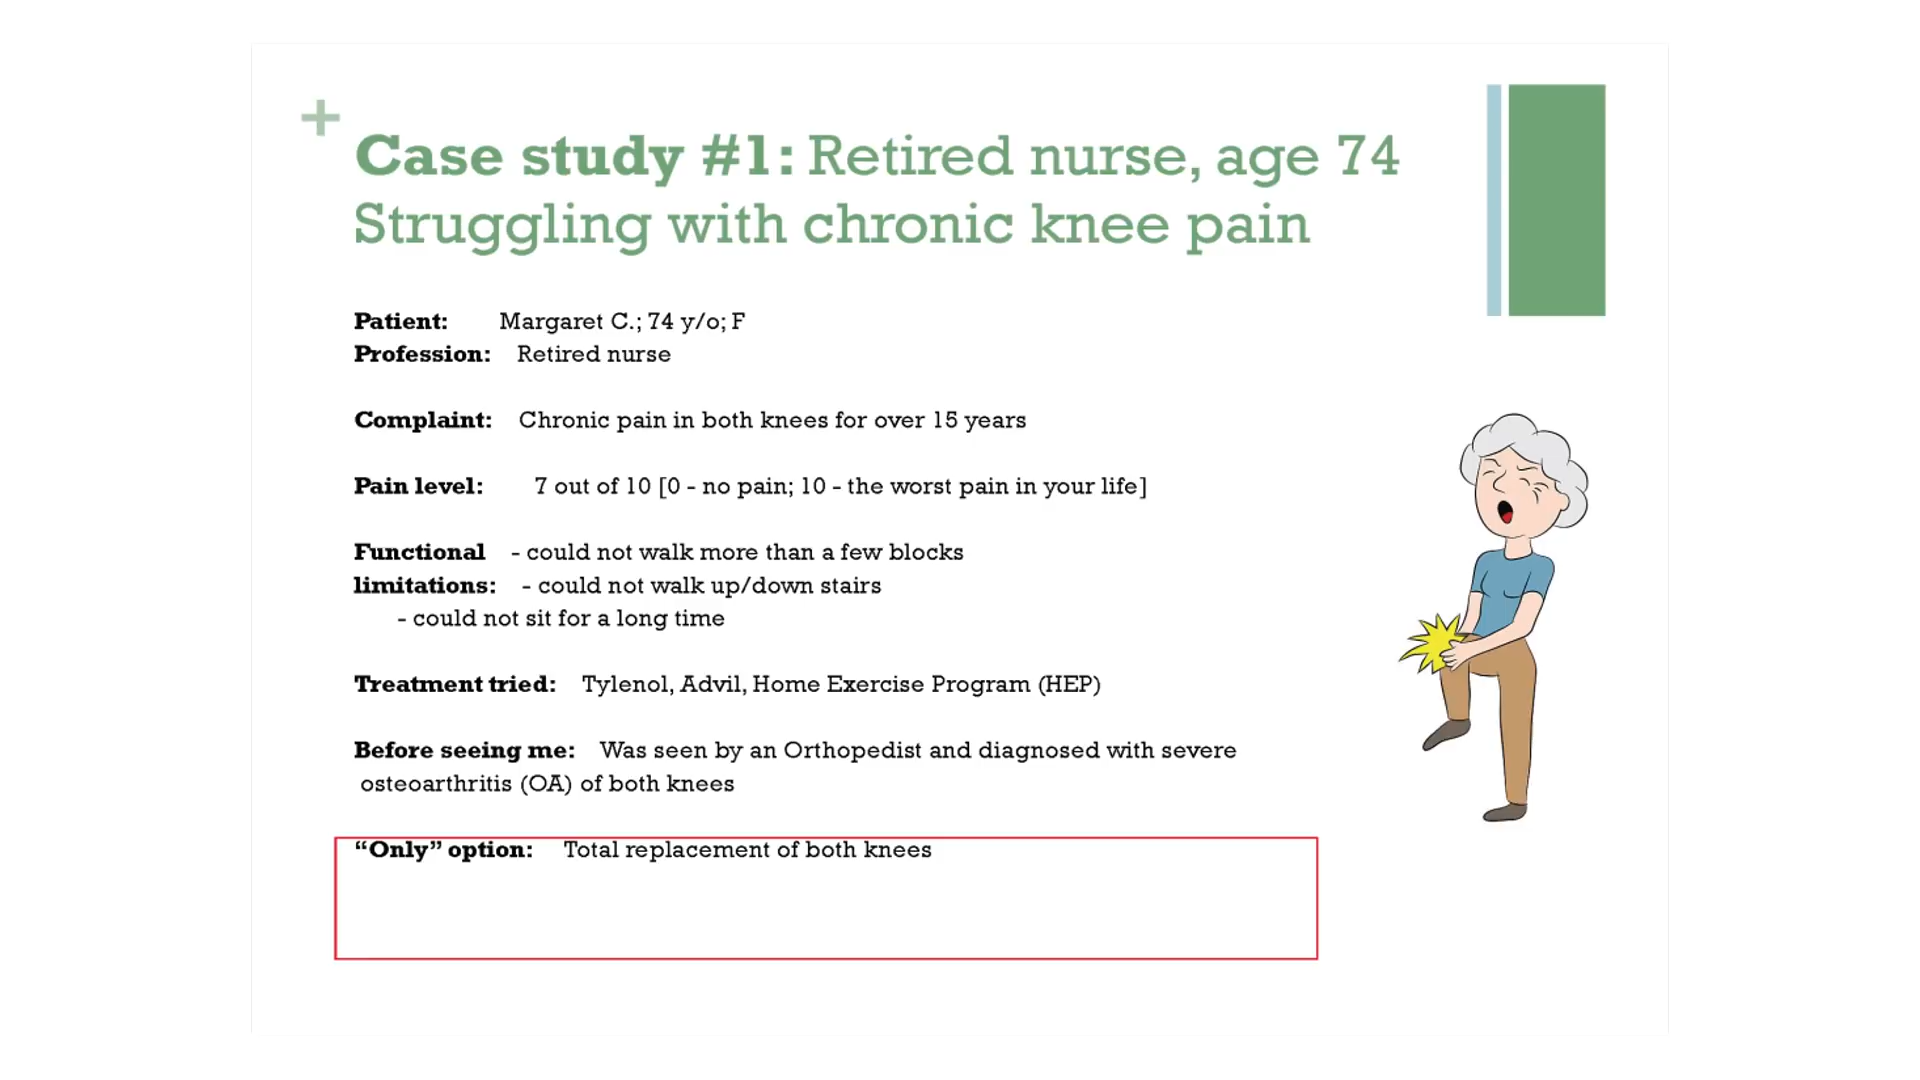 +
Case study #1: Retired nurse, age 74
Struggling with chronic knee pain
Patient: Margaret C.; 74 y/o; F
Profession: Retired nurse
Complaint: Chronic pain in both knees for over 15 years
Pain level: 7 out of 10 [0 - no pain; 10 - the worst pain in your life]
Functional - could not walk more than a few blocks
limitations: - could not walk up/down stairs
- could not sit for a long time
Treatment tried: Tylenol, Advil, Home Exercise Program (HEP)
Before seeing me: Was seen by an Orthopedist and diagnosed with severe
osteoarthritis (OA) of both knees
“Only” option: Total replacement of both knees